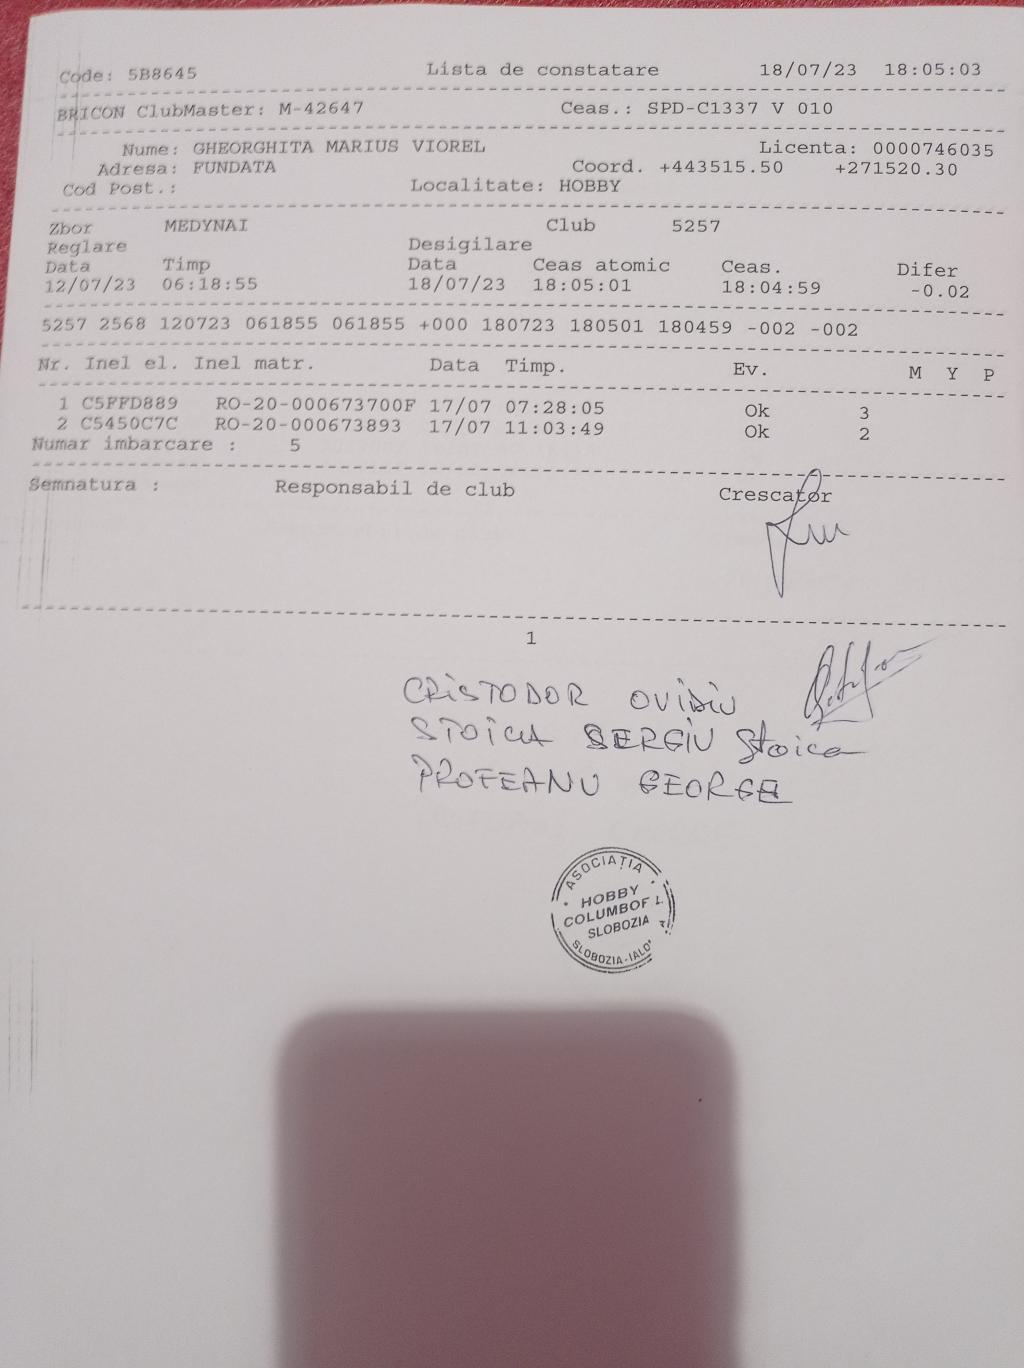 Code: 5B8645 Lista de constatare 18/07/23 18:05:03
BRICON ClubMaster: M-42647 Ceas.: SPD-C1337 V 010
Nume: GHEORGHITA MARIUS VIOREL Licenta: 0000746035
Adresa: FUNDATA Coord. +443515.50 +271520.30
Cod Post.: Localitate: HOBBY
Zbor MEDYNAI Club 5257
Reglare Desigilare
Data Timp Data Ceas atomic Ceas. Difer
12/07/23 06:18:55 18/07/23 18:05:01 18:04:59 -0.02
5257 2568 120723 061855 061855 +000 180723 180501 180459 -002 -002
Nr. Inel el. Inel matr. Data Timp. Ev. M Y P
1 C5FFD889 RO-20-000673700F 17/07 07:28:05 Ok 3
2 C5450C7C RO-20-000673893 17/07 11:03:49 Ok 2
Numar imbarcare : 5
Semnatura : Responsabil de club Crescator
1
CRISTODOR OVIDIU
STOICA SERGIU Stoica
PROFEANU GEORGE
ASOCIAȚIA
HOBBY
COLUMBOF L
SLOBOZIA
SLOBOZIA-IALO